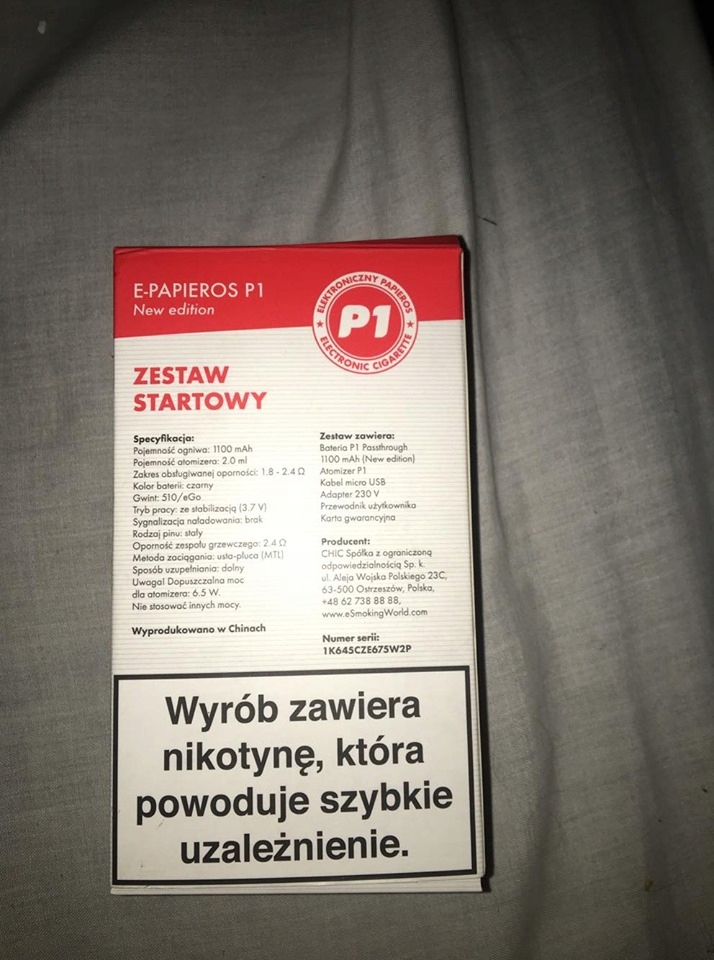 E-PAPIEROS P1
New edition
ELEKTRONICZNY PAPIEROS
P1
ELECTRONIC CIGARETTE
ZESTAW
STARTOWY
Specyfikacja:
Pojemność ogniwa: 1100 mAh
Pojemność atomizera: 2.0 ml
Zakres obsługiwanej oporności: 1.8 - 2.4 Ω
Kolor baterii: czarny
Gwint: 510/eGo
Tryb pracy: ze stabilizacją (3.7 V)
Sygnalizacja naładowania: brak
Rodzaj pinu: stały
Oporność zespołu grzewczego: 2.4 Ω
Metoda zaciągania: usta-płuca (MTL)
Sposób uzupełniania: dolny
Uwaga! Dopuszczalna moc
dla atomizera: 6.5 W.
Nie stosować innych mocy.
Wyprodukowano w Chinach
Zestaw zawiera:
Bateria P1 Passthrough
1100 mAh (New edition)
Atomizer P1
Kabel micro USB
Adapter 230 V
Przewodnik użytkownika
Karta gwarancyjna
Producent:
CHIC Spółka z ograniczoną
odpowiedzialnością Sp. k.
ul. Aleja Wojska Polskiego 23C,
63-500 Ostrzeszów, Polska,
+48 62 738 88 88,
www.eSmokingWorld.com
Numer serii:
1K645CZE675W2P
Wyrób zawiera
nikotynę, która
powoduje szybkie
uzależnienie.